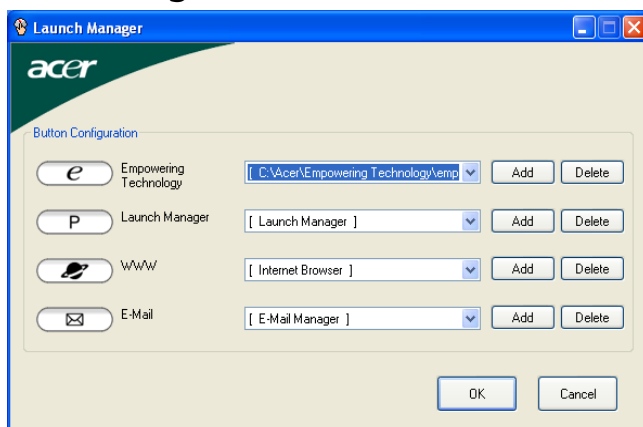 Launch Manager
acer
Button Configuration
e Empowering Technology [ C:\Acer\Empowering Technology\emp Add Delete
P Launch Manager [ Launch Manager ] Add Delete
WWW [ Internet Browser ] Add Delete
E-Mail [ E-Mail Manager ] Add Delete
OK Cancel